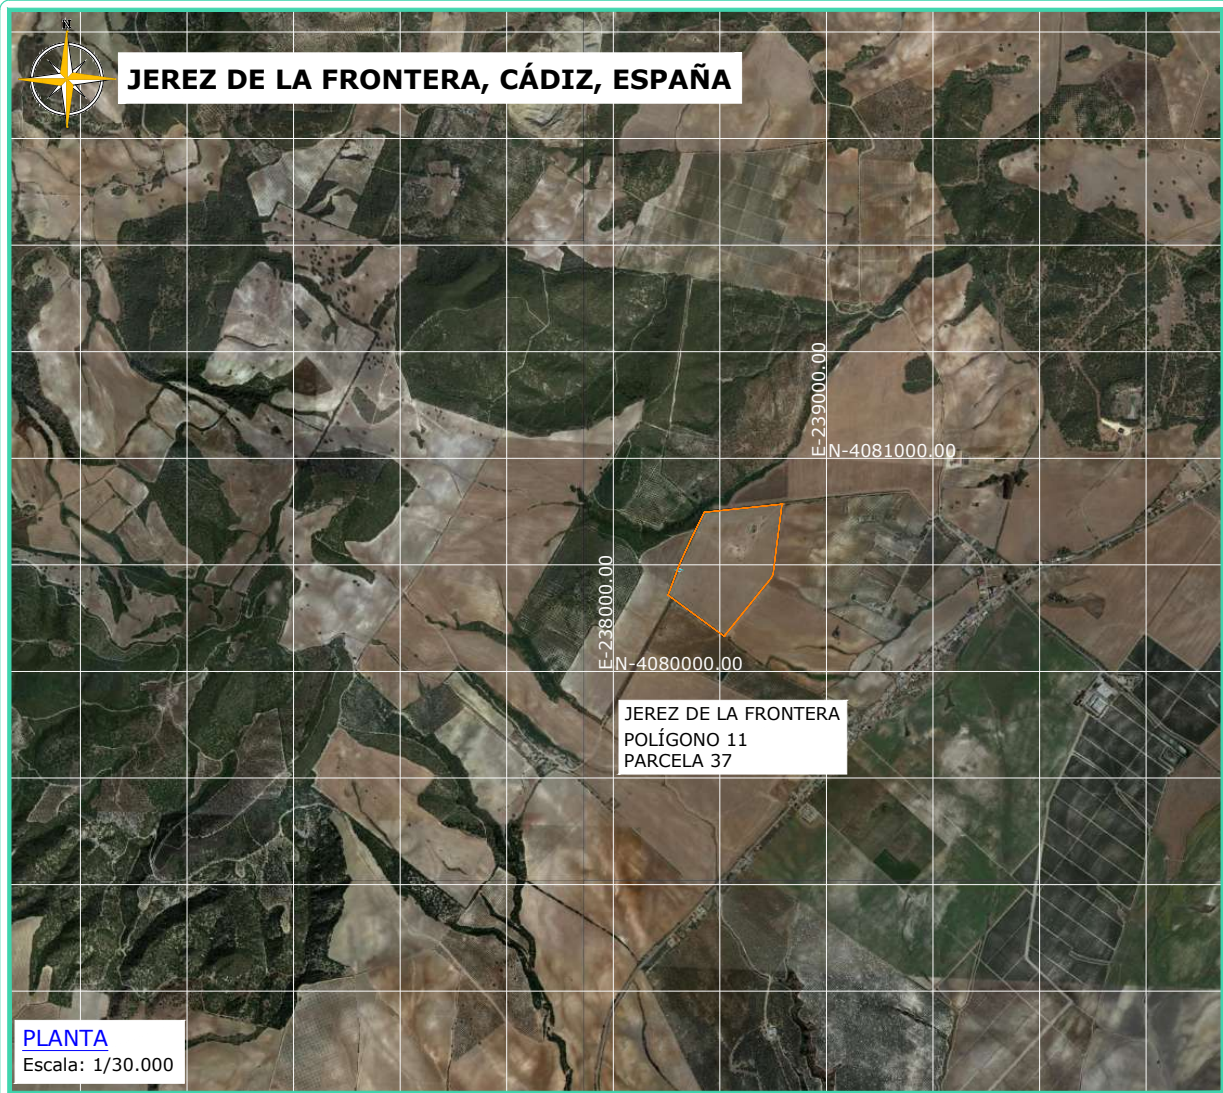 N
JEREZ DE LA FRONTERA, CÁDIZ, ESPAÑA
E-239000.00
N-4081000.00
E-238000.00
N-4080000.00
JEREZ DE LA FRONTERA
POLÍGONO 11
PARCELA 37
PLANTA
Escala: 1/30.000